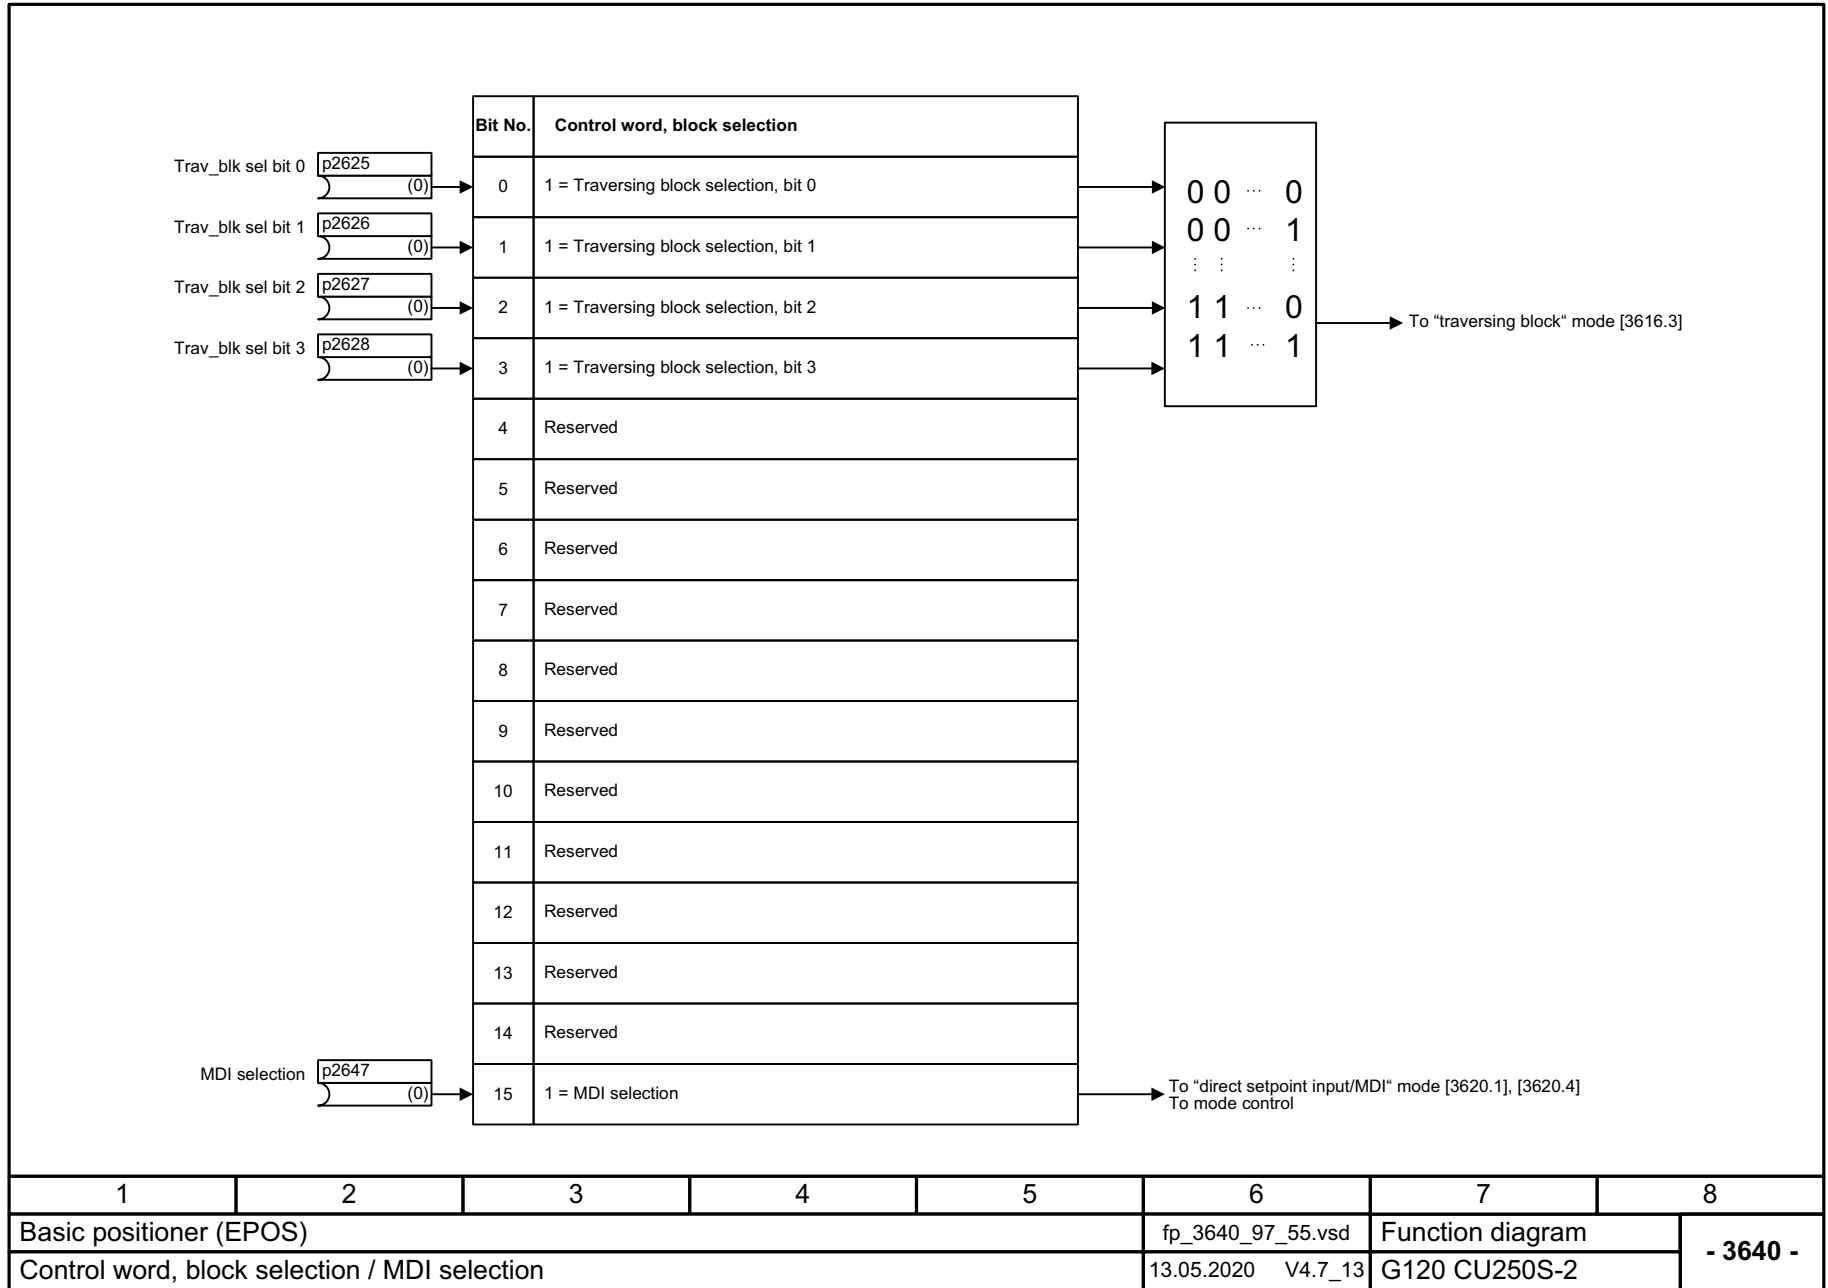 Bit No. Control word, block selection
Trav_blk sel bit 0 p2625
(0) 0 1 = Traversing block selection, bit 0
Trav_blk sel bit 1 p2626
(0) 1 1 = Traversing block selection, bit 1
Trav_blk sel bit 2 p2627
(0) 2 1 = Traversing block selection, bit 2
Trav_blk sel bit 3 p2628
(0) 3 1 = Traversing block selection, bit 3
0 0 ... 0
0 0 ... 1
⋮ ⋮ ⋮
1 1 ... 0
1 1 ... 1
To “traversing block“ mode [3616.3]
4 Reserved
5 Reserved
6 Reserved
7 Reserved
8 Reserved
9 Reserved
10 Reserved
11 Reserved
12 Reserved
13 Reserved
14 Reserved
MDI selection p2647
(0) 15 1 = MDI selection
To “direct setpoint input/MDI“ mode [3620.1], [3620.4]
To mode control
1 2 3 4 5 6 7 8
Basic positioner (EPOS) fp_3640_97_55.vsd Function diagram
- 3640 -
Control word, block selection / MDI selection 13.05.2020 V4.7_13 G120 CU250S-2